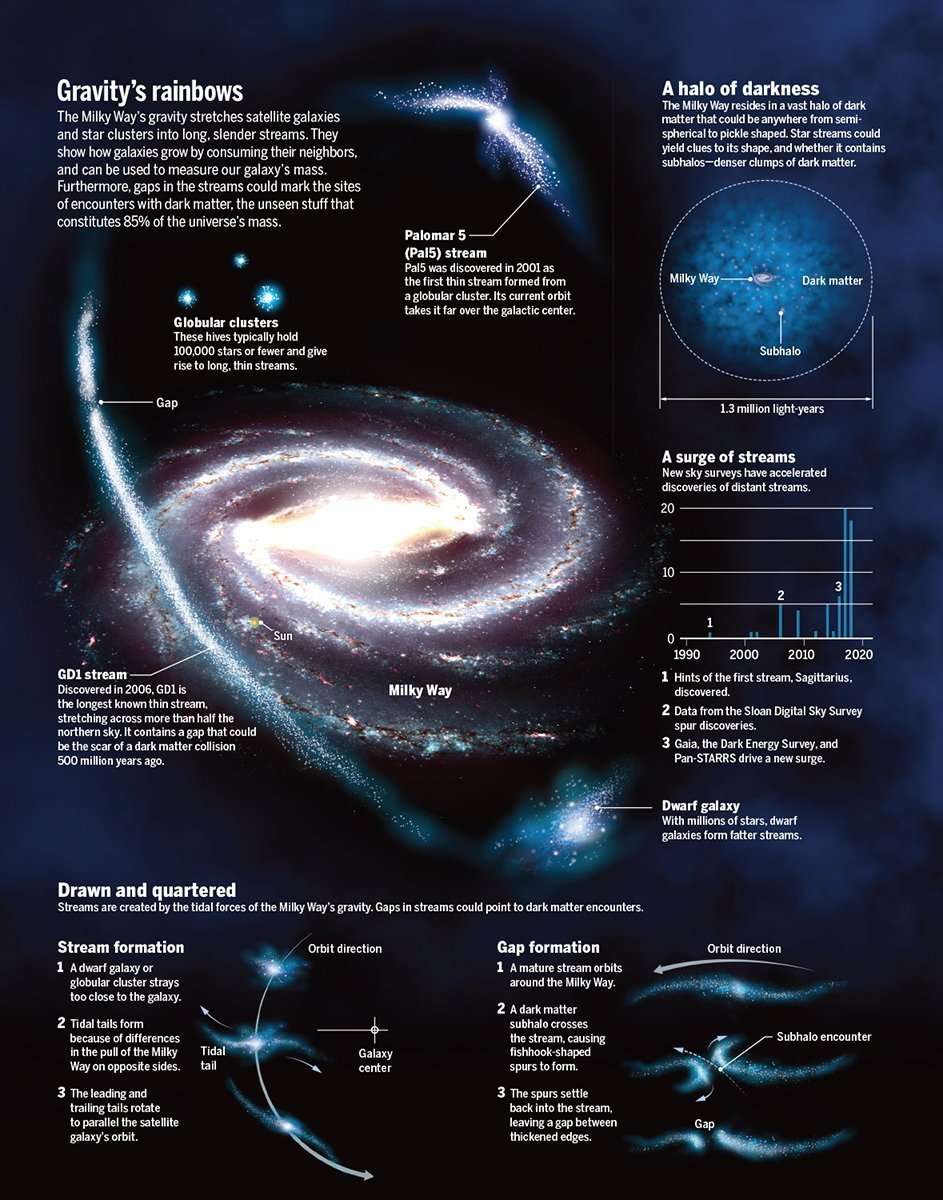 Gravity's rainbows
The Milky Way's gravity stretches satellite galaxies
and star clusters into long, slender streams. They
show how galaxies grow by consuming their neighbors,
and can be used to measure our galaxy's mass.
Furthermore, gaps in the streams could mark the sites
of encounters with dark matter, the unseen stuff that
constitutes 85% of the universe's mass.
Palomar 5
(Pal5) stream
Pal5 was discovered in 2001 as
the first thin stream formed from
a globular cluster. Its current orbit
takes it far over the galactic center.
Globular clusters
These hives typically hold
100,000 stars or fewer and give
rise to long, thin streams.
Gap
Sun
GD1 stream
Discovered in 2006, GD1 is
the longest known thin stream,
stretching across more than half the
northern sky. It contains a gap that could
be the scar of a dark matter collision
500 million years ago.
Milky Way
A halo of darkness
The Milky Way resides in a vast halo of dark
matter that could be anywhere from semi-
spherical to pickle shaped. Star streams could
yield clues to its shape, and whether it contains
subhalos—denser clumps of dark matter.
Milky Way
Dark matter
Subhalo
1.3 million light-years
A surge of streams
New sky surveys have accelerated
discoveries of distant streams.
20
10
0
1
2
3
1990 2000 2010 2020
1 Hints of the first stream, Sagittarius,
discovered.
2 Data from the Sloan Digital Sky Survey
spur discoveries.
3 Gaia, the Dark Energy Survey, and
Pan-STARRS drive a new surge.
Dwarf galaxy
With millions of stars, dwarf
galaxies form fatter streams.
Drawn and quartered
Streams are created by the tidal forces of the Milky Way's gravity. Gaps in streams could point to dark matter encounters.
Stream formation
1 A dwarf galaxy or
globular cluster strays
too close to the galaxy.
2 Tidal tails form
because of differences
in the pull of the Milky
Way on opposite sides.
3 The leading and
trailing tails rotate
to parallel the satellite
galaxy's orbit.
Orbit direction
Tidal
tail
Galaxy
center
Gap formation
1 A mature stream orbits
around the Milky Way.
2 A dark matter
subhalo crosses
the stream, causing
fishhook-shaped
spurs to form.
3 The spurs settle
back into the stream,
leaving a gap between
thickened edges.
Orbit direction
Subhalo encounter
Gap